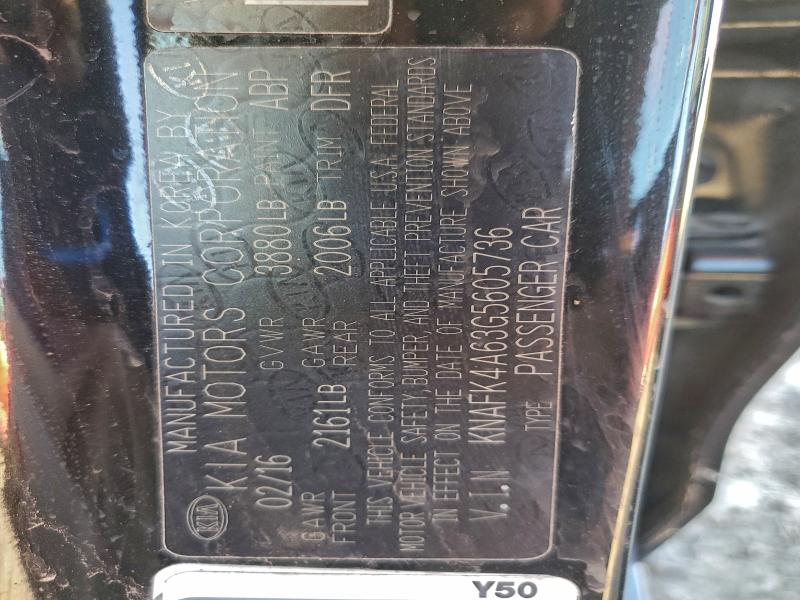 MANUFACTURED IN KOREA BY
KIA MOTORS CORPORATION
KIA
02/16 GVWR 3880LB PAINT ABP
GAWR FRONT 2161LB GAWR REAR 2006LB TRIM DFR
THIS VEHICLE CONFORMS TO ALL APPLICABLE USA FEDERAL
MOTOR VEHICLE SAFETY, BUMPER AND THEFT PREVENTION STANDARDS
IN EFFECT ON THE DATE OF MANUFACTURE SHOWN ABOVE
V.I.N KNAFK4A63G5605736
TYPE PASSENGER CAR
Y50